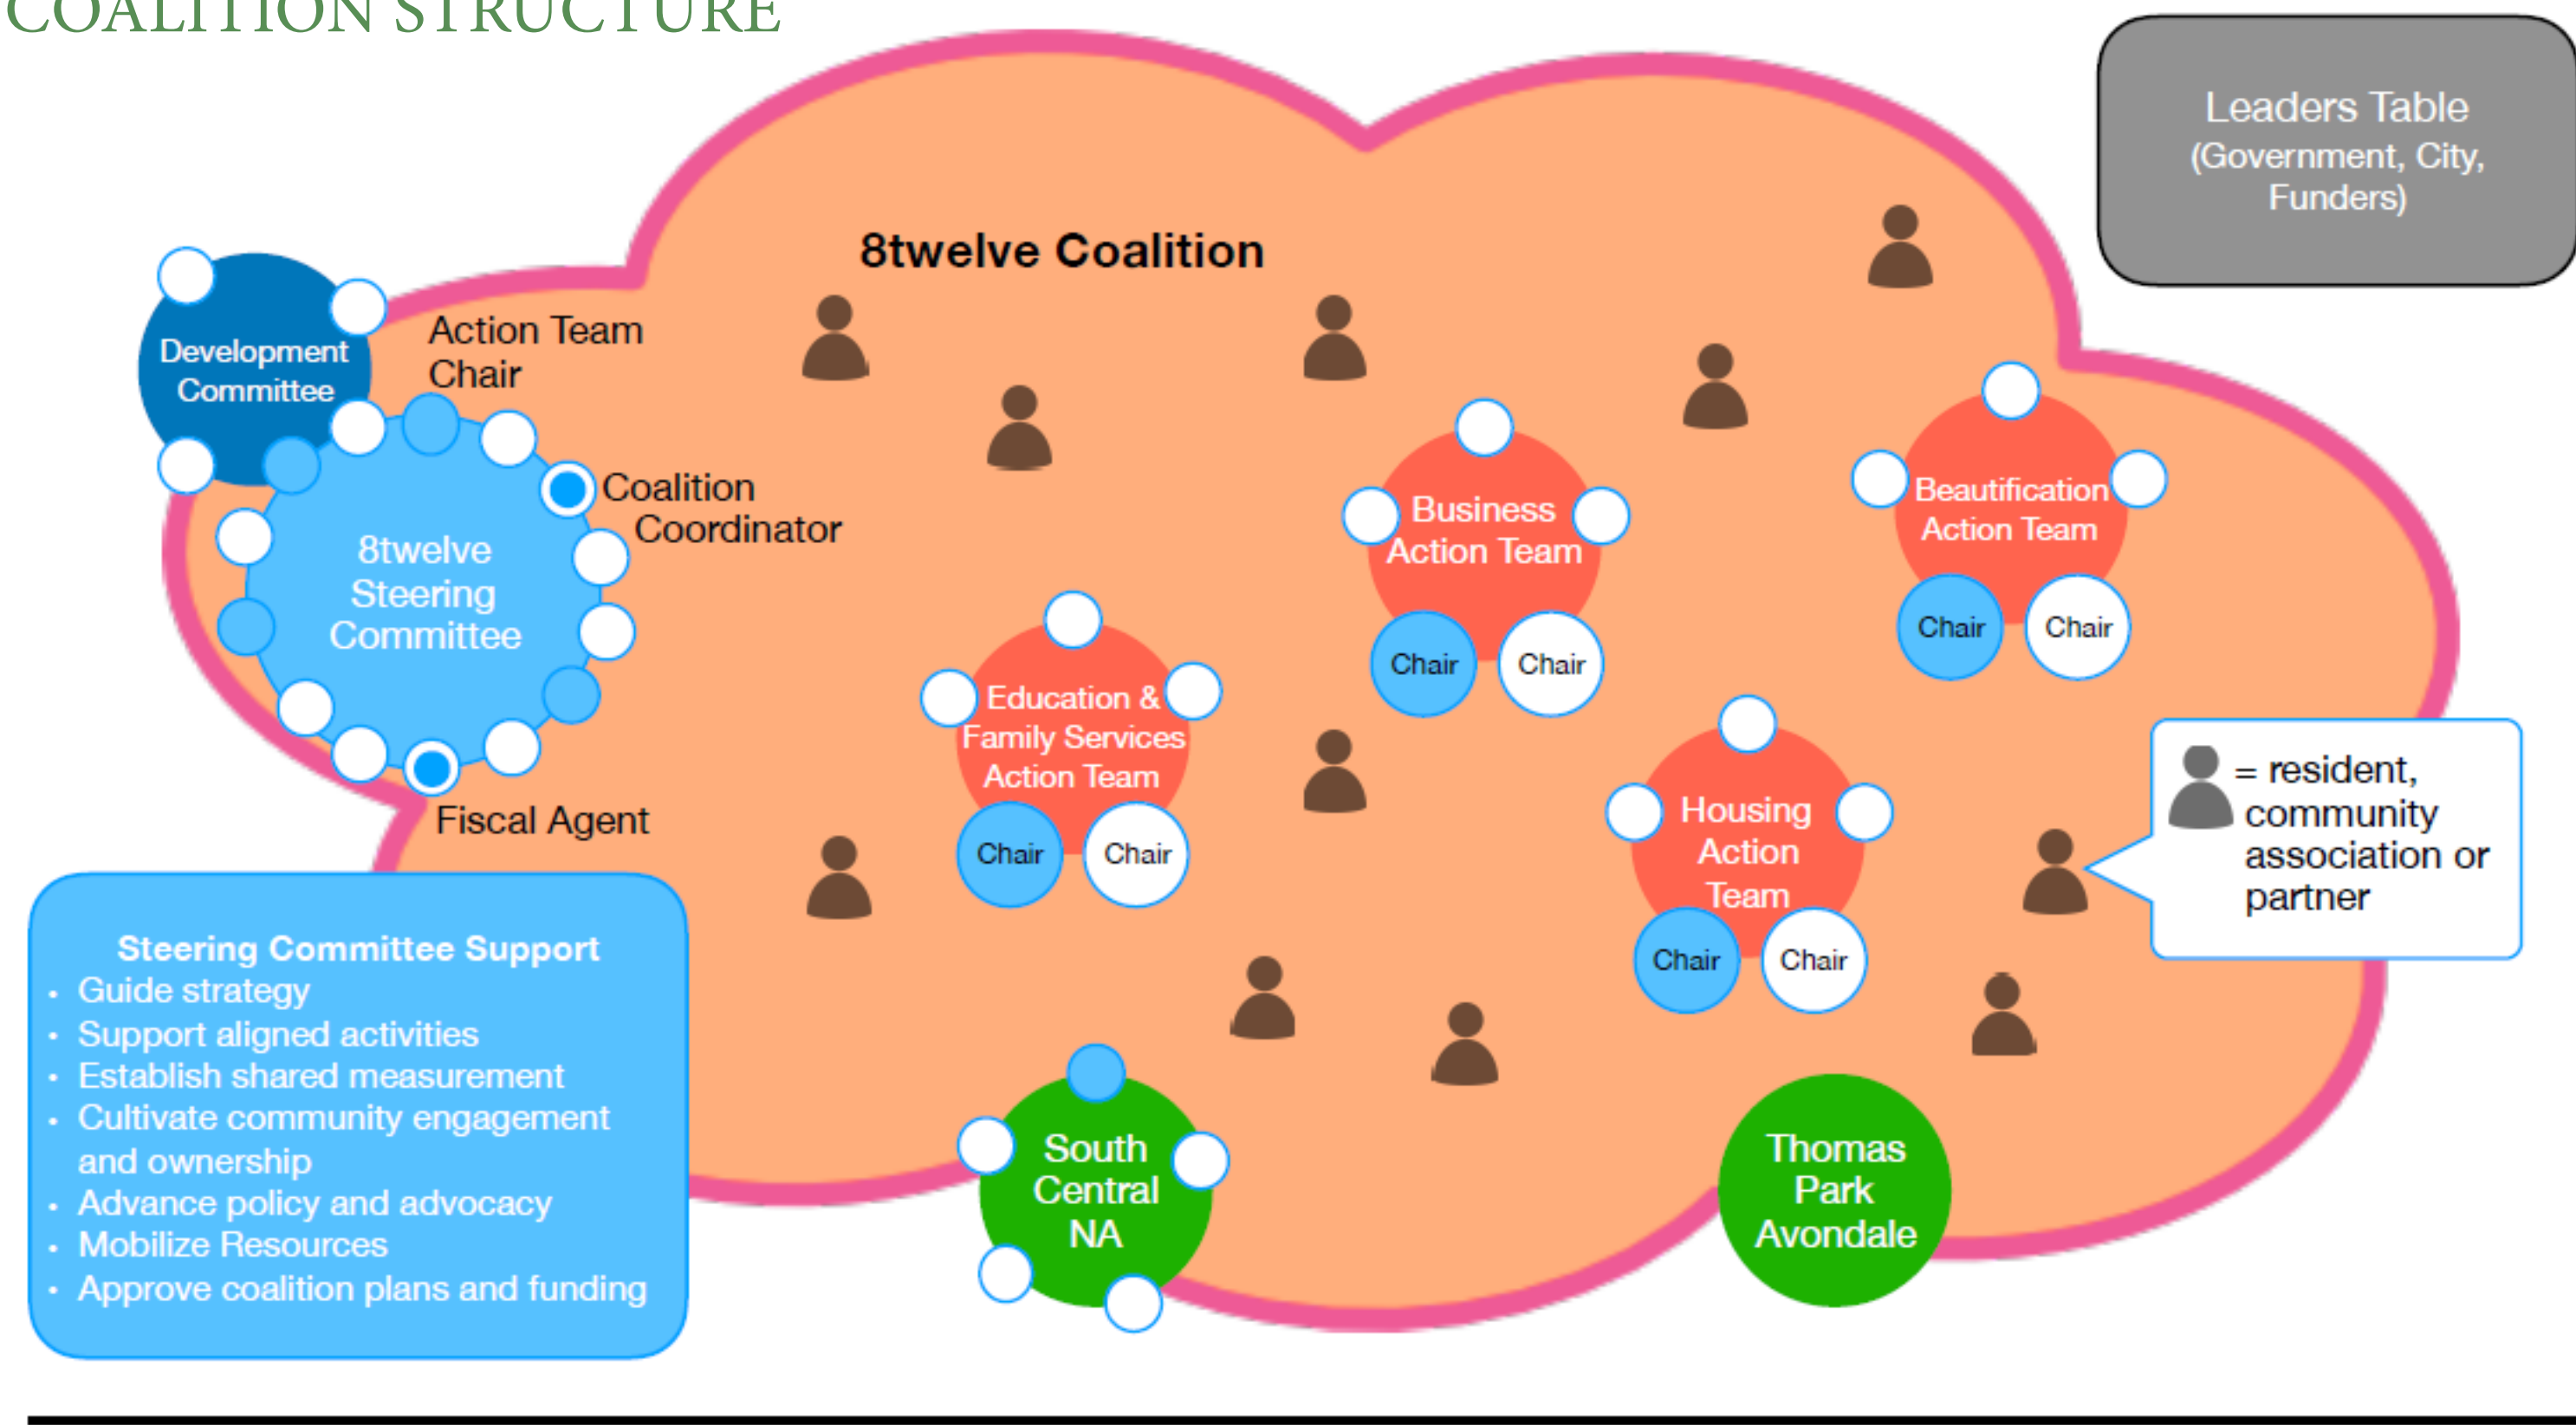 COALITION STRUCTURE
Leaders Table
(Government, City,
Funders)
8twelve Coalition
Development
Committee
Action Team
Chair
Coalition
Coordinator
8twelve
Steering
Committee
Fiscal Agent
Business
Action Team
Chair
Chair
Beautification
Action Team
Chair
Chair
Education &
Family Services
Action Team
Chair
Chair
Housing
Action
Team
Chair
Chair
= resident,
community
association or
partner
Steering Committee Support
• Guide strategy
• Support aligned activities
• Establish shared measurement
• Cultivate community engagement
and ownership
• Advance policy and advocacy
• Mobilize Resources
• Approve coalition plans and funding
South
Central
NA
Thomas
Park
Avondale